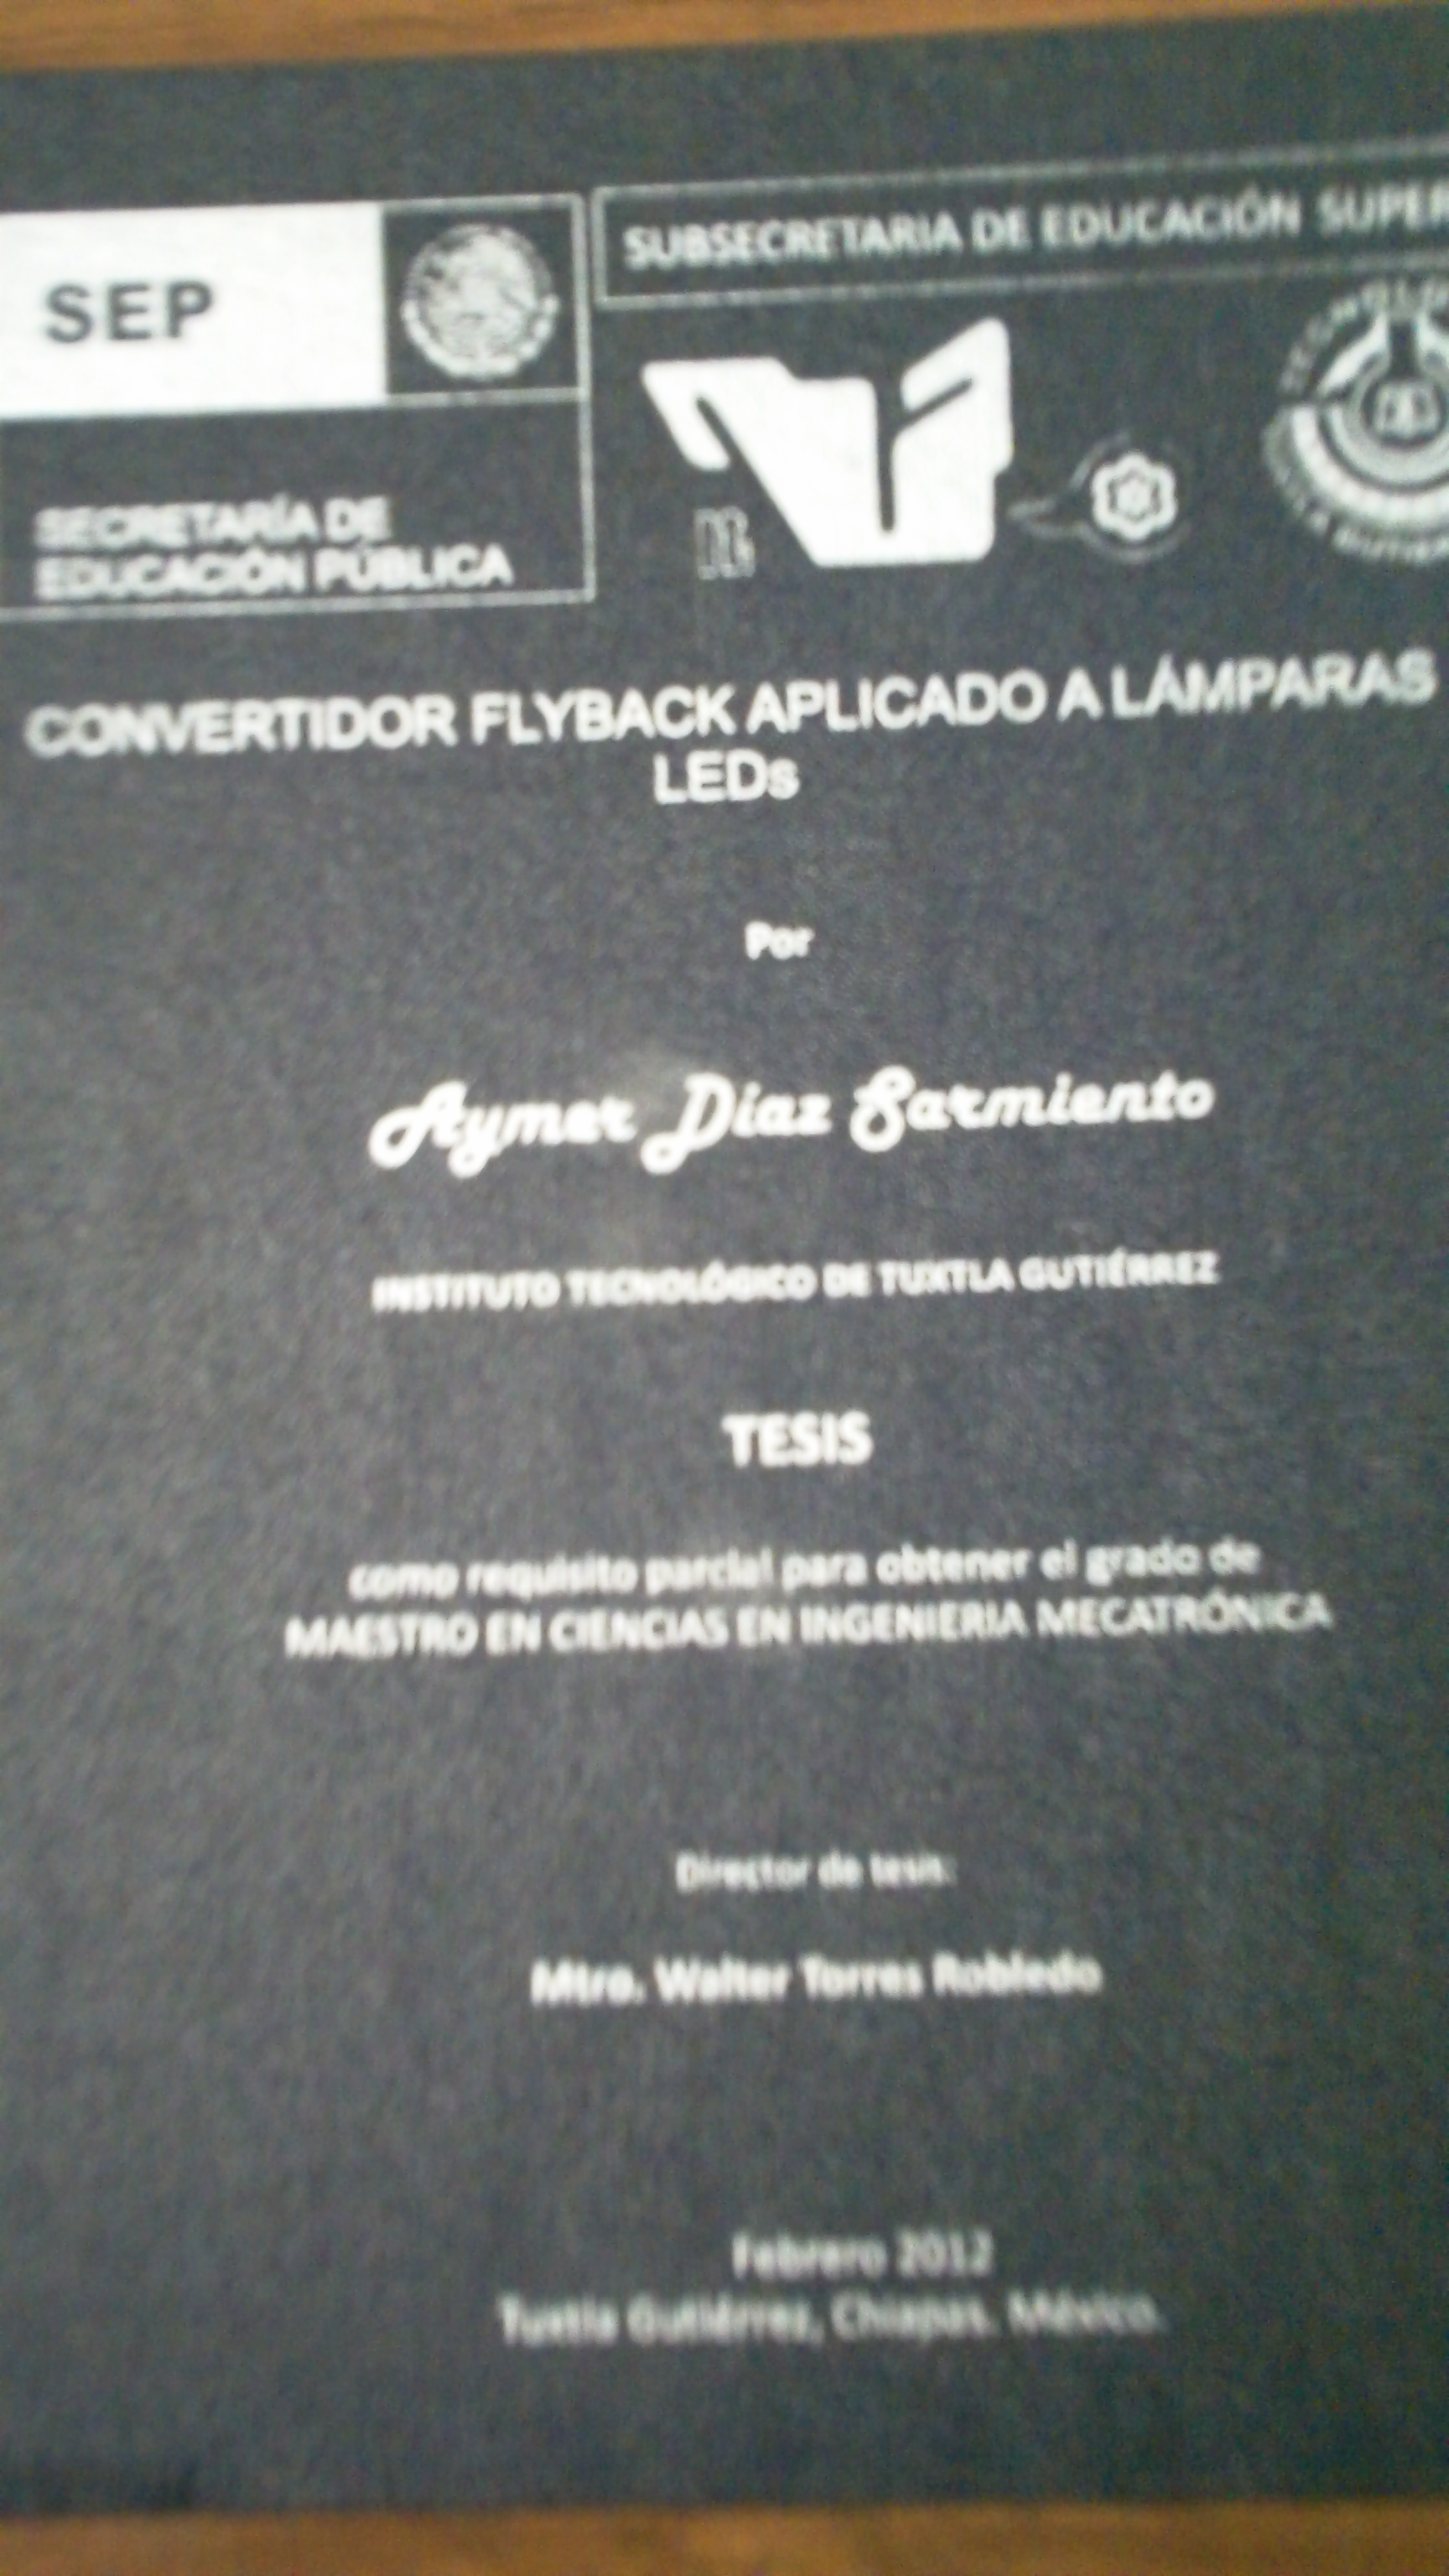 SEP
SECRETARÍA DE
EDUCACIÓN PÚBLICA
SUBSECRETARIA DE EDUCACIÓN SUPER
CONVERTIDOR FLYBACK APLICADO A LÁMPARAS
LEDs
Por
Aymer Díaz Sarmiento
INSTITUTO TECNOLÓGICO DE TUXTLA GUTIÉRREZ
TESIS
como requisito parcial para obtener el grado de
MAESTRO EN CIENCIAS EN INGENIERIA MECATRÓNICA
Director de tesis:
Mtro. Walter Torres Robledo
Febrero 2012
Tuxtla Gutiérrez, Chiapas. México.